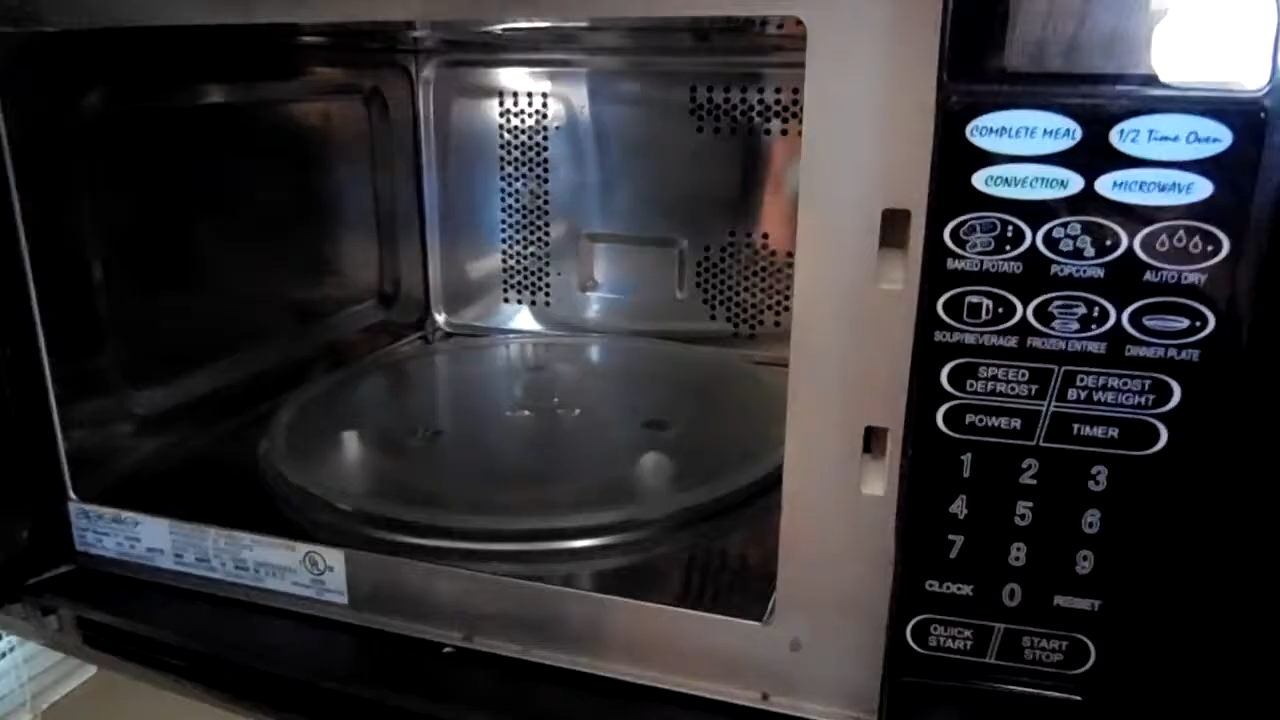 COMPLETE MEAL
1/2 Time Oven
CONVECTION
MICROWAVE
BAKED POTATO
POPCORN
AUTO DRY
SOUP/BEVERAGE
FROZEN ENTREE
DINNER PLATE
SPEED
DEFROST
DEFROST
BY WEIGHT
POWER
TIMER
1 2 3
4 5 6
7 8 9
CLOCK 0 RESET
QUICK
START
START
STOP
UL